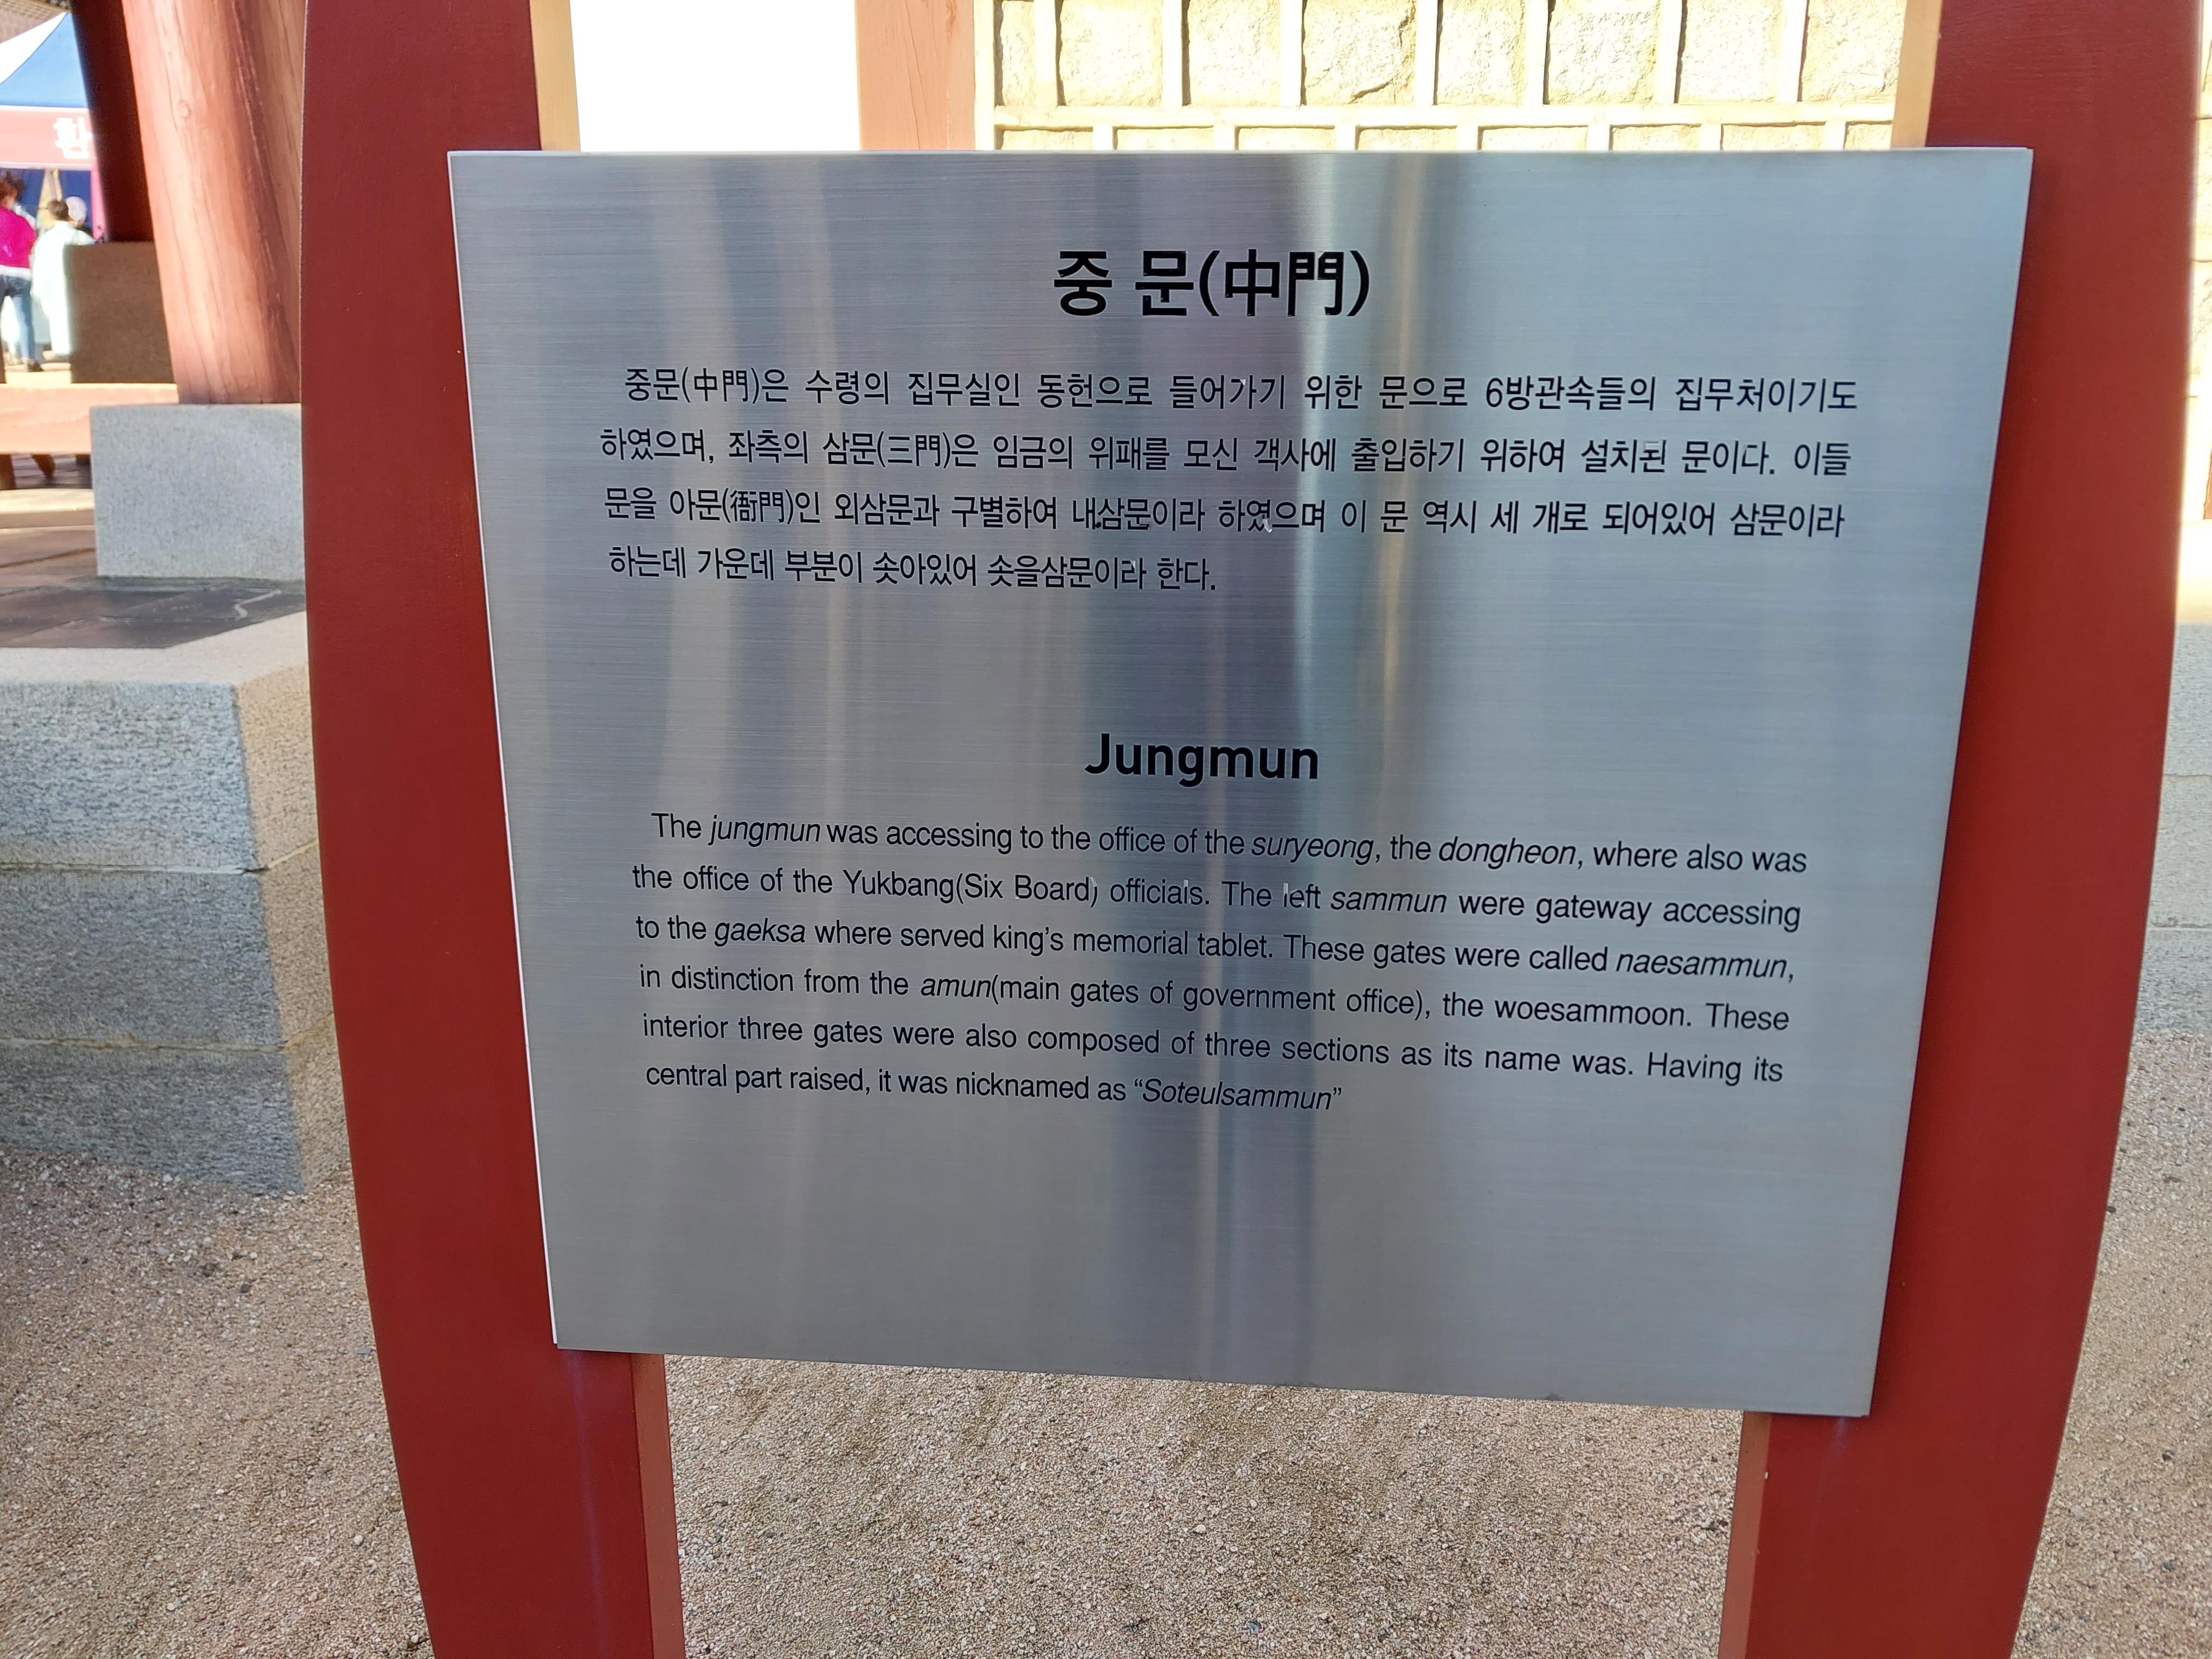 중 문(中門)
중문(中門)은 수령의 집무실인 동헌으로 들어가기 위한 문으로 6방관속들의 집무처이기도
하였으며, 좌측의 삼문(三門)은 임금의 위패를 모신 객사에 출입하기 위하여 설치된 문이다. 이들
문을 아문(衙門)인 외삼문과 구별하여 내삼문이라 하였으며 이 문 역시 세 개로 되어있어 삼문이라
하는데 가운데 부분이 솟아있어 솟을삼문이라 한다.
Jungmun
The jungmun was accessing to the office of the suryeong, the dongheon, where also was
the office of the Yukbang(Six Board) officials. The left sammun were gateway accessing
to the gaeksa where served king's memorial tablet. These gates were called naesammun,
in distinction from the amun(main gates of government office), the woesammoon. These
interior three gates were also composed of three sections as its name was. Having its
central part raised, it was nicknamed as “Soteulsammun”